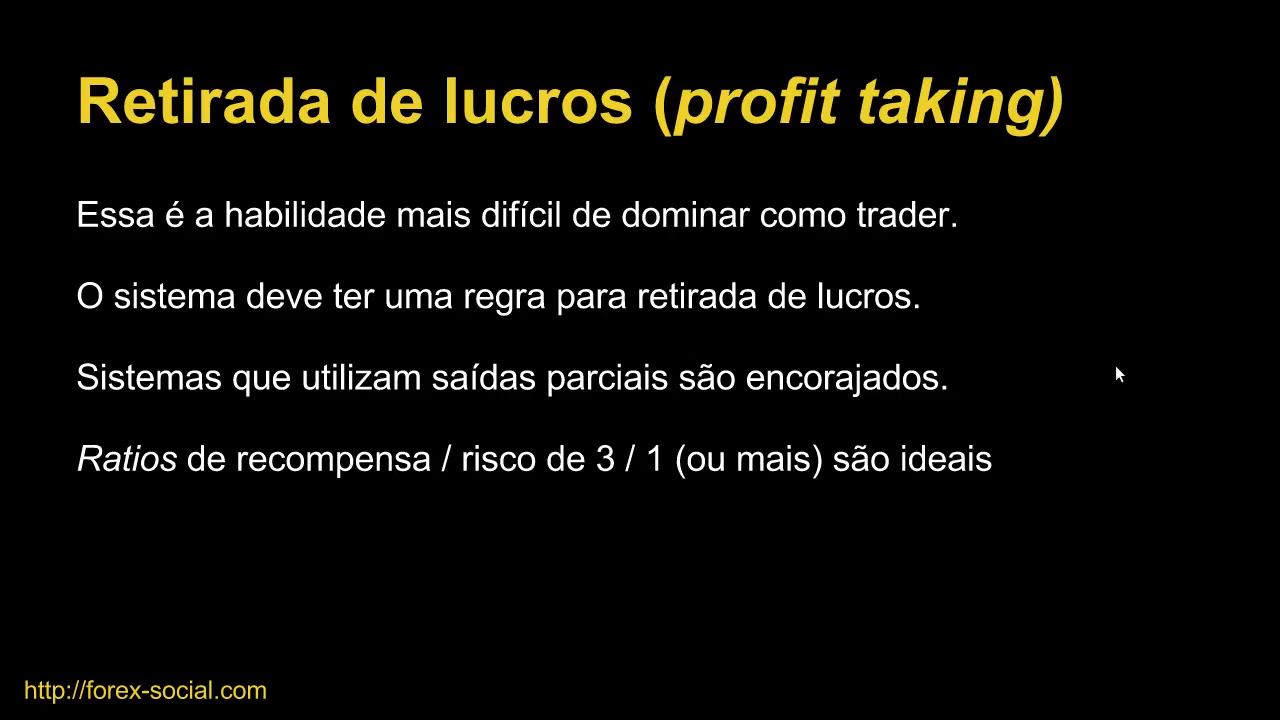 Retirada de lucros (profit taking)
Essa é a habilidade mais difícil de dominar como trader.
O sistema deve ter uma regra para retirada de lucros.
Sistemas que utilizam saídas parciais são encorajados.
Ratios de recompensa / risco de 3 / 1 (ou mais) são ideais
http://forex-social.com